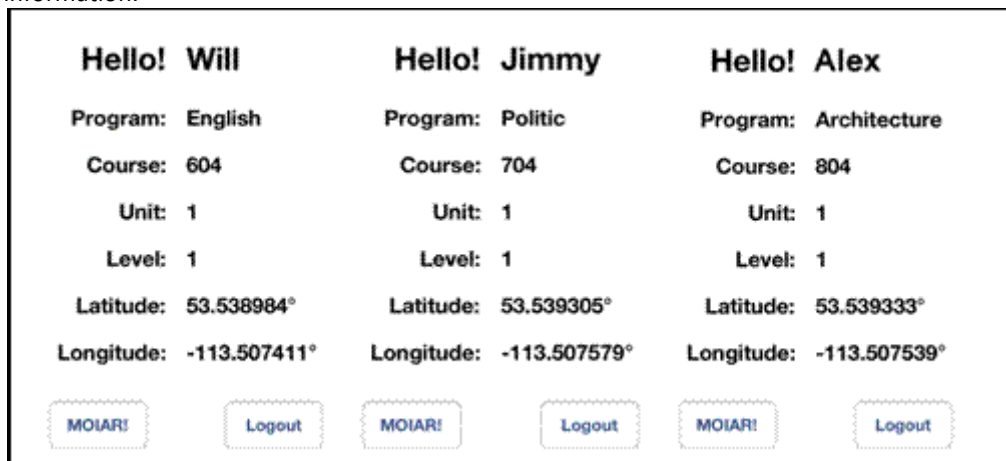 Hello! Will
Program: English
Course: 604
Unit: 1
Level: 1
Latitude: 53.538984°
Longitude: -113.507411°
MOIAR! Logout
Hello! Jimmy
Program: Politic
Course: 704
Unit: 1
Level: 1
Latitude: 53.539305°
Longitude: -113.507579°
MOIAR! Logout
Hello! Alex
Program: Architecture
Course: 804
Unit: 1
Level: 1
Latitude: 53.539333°
Longitude: -113.507539°
MOIAR! Logout